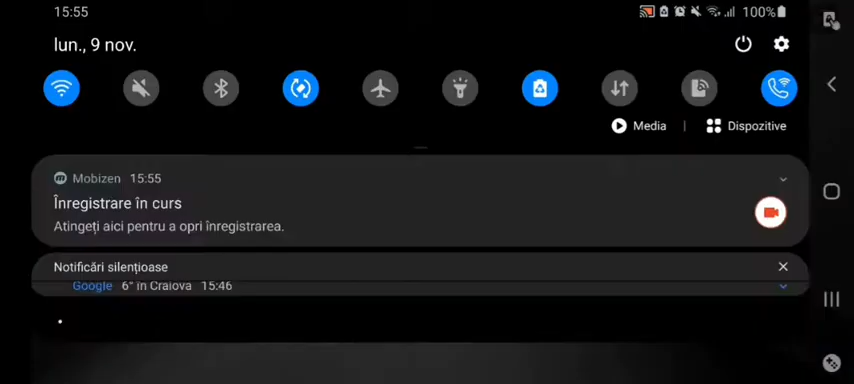 15:55
100%
lun., 9 nov.
Media | Dispozitive
Mobizen 15:55
Înregistrare în curs
Atingeți aici pentru a opri înregistrarea.
Notificări silențioase
Google 6° în Craiova 15:46